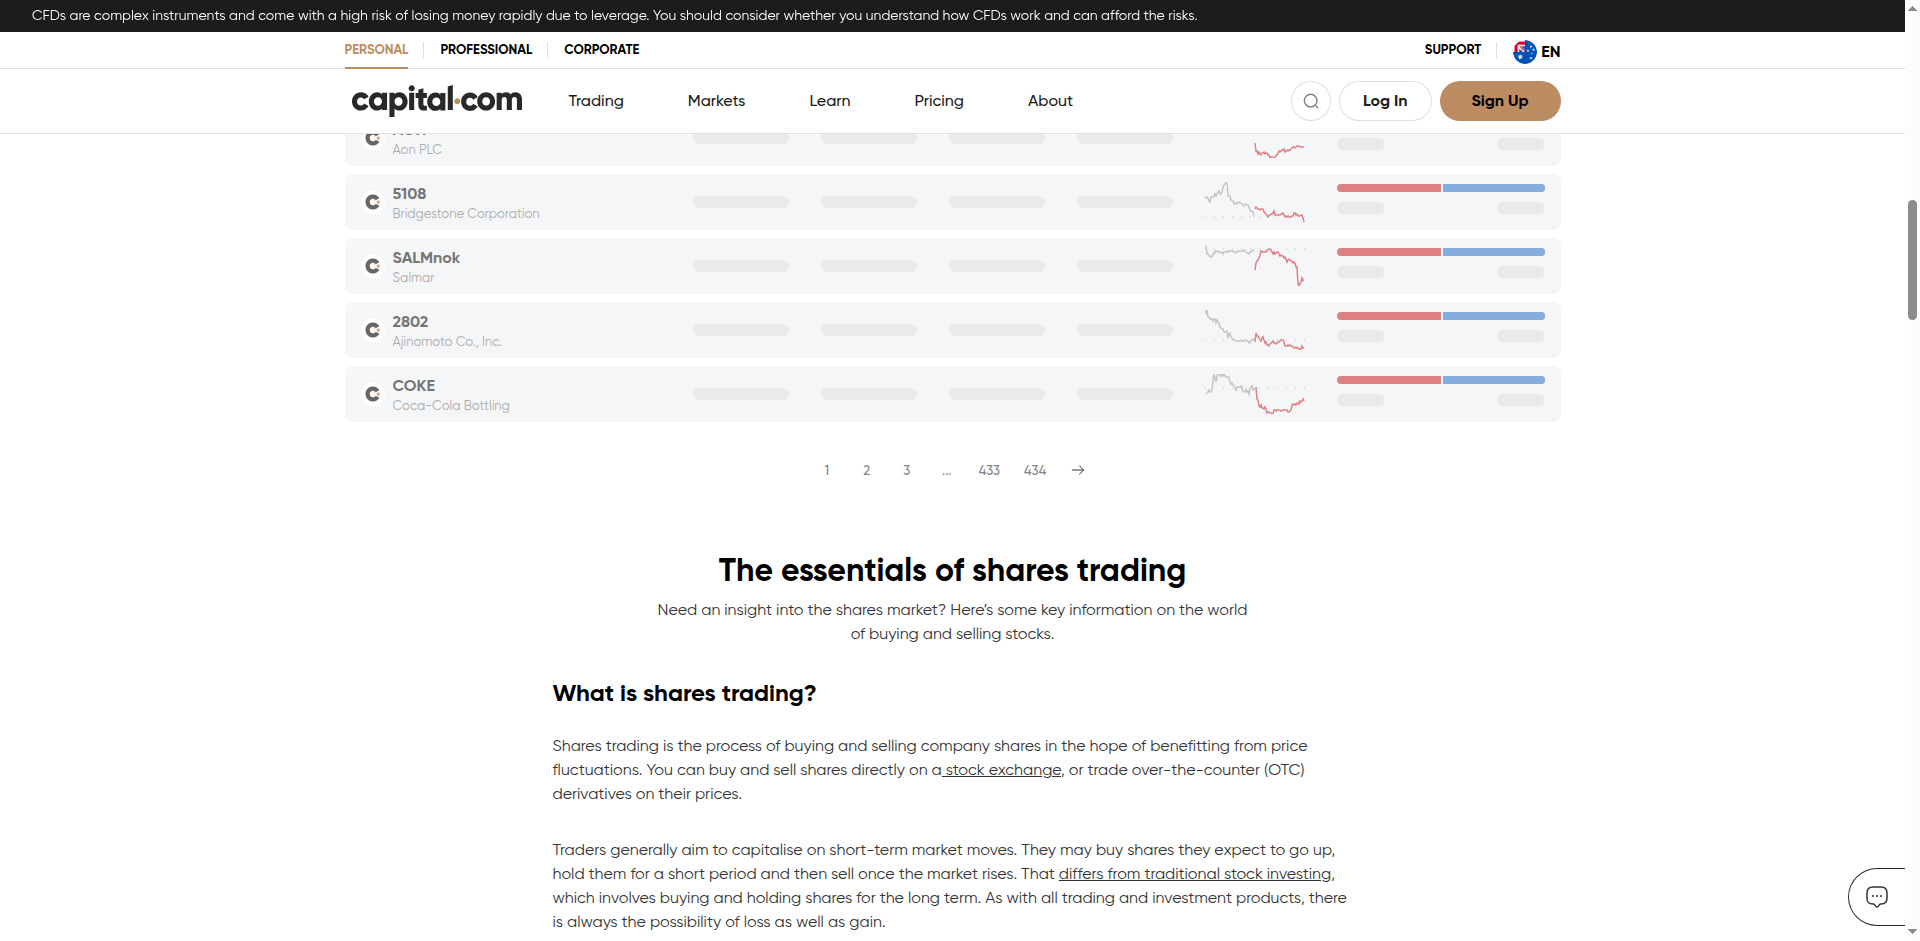 CFDs are complex instruments and come with a high risk of losing money rapidly due to leverage. You should consider whether you understand how CFDs work and can afford the risks.
PERSONAL PROFESSIONAL CORPORATE SUPPORT EN
capital.com Trading Markets Learn Pricing About Log In Sign Up
Aon PLC
5108
Bridgestone Corporation
SALMnok
Salmar
2802
Ajinomoto Co., Inc.
COKE
Coca-Cola Bottling
1 2 3 ... 433 434
The essentials of shares trading
Need an insight into the shares market? Here's some key information on the world
of buying and selling stocks.
What is shares trading?
Shares trading is the process of buying and selling company shares in the hope of benefitting from price
fluctuations. You can buy and sell shares directly on a stock exchange, or trade over-the-counter (OTC)
derivatives on their prices.
Traders generally aim to capitalise on short-term market moves. They may buy shares they expect to go up,
hold them for a short period and then sell once the market rises. That differs from traditional stock investing,
which involves buying and holding shares for the long term. As with all trading and investment products, there
is always the possibility of loss as well as gain.